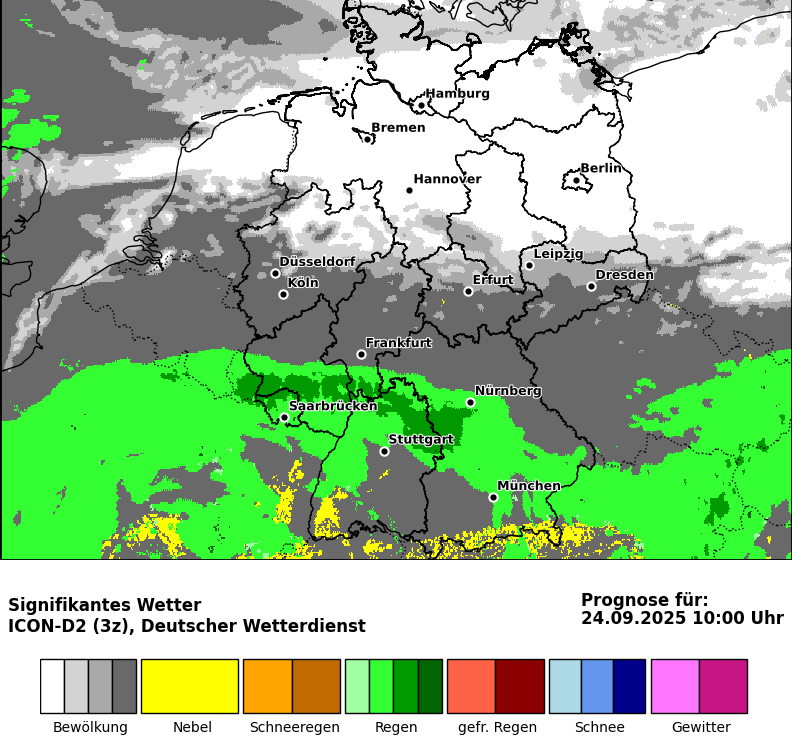 Hamburg
Bremen
Berlin
Hannover
Leipzig
Düsseldorf
Dresden
Köln
Erfurt
Frankfurt
Nürnberg
Saarbrücken
Stuttgart
München
Signifikantes Wetter
ICON-D2 (3z), Deutscher Wetterdienst
Prognose für:
24.09.2025 10:00 Uhr
Bewölkung
Nebel
Schneeregen
Regen
gefr. Regen
Schnee
Gewitter